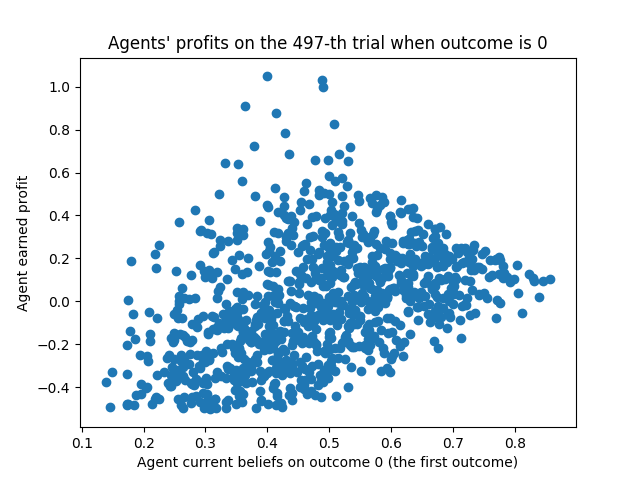 Agents' profits on the 497-th trial when outcome is 0
1.0
0.8
0.6
0.4
0.2
0.0
−0.2
−0.4
Agent earned profit
0.1 0.2 0.3 0.4 0.5 0.6 0.7 0.8
Agent current beliefs on outcome 0 (the first outcome)